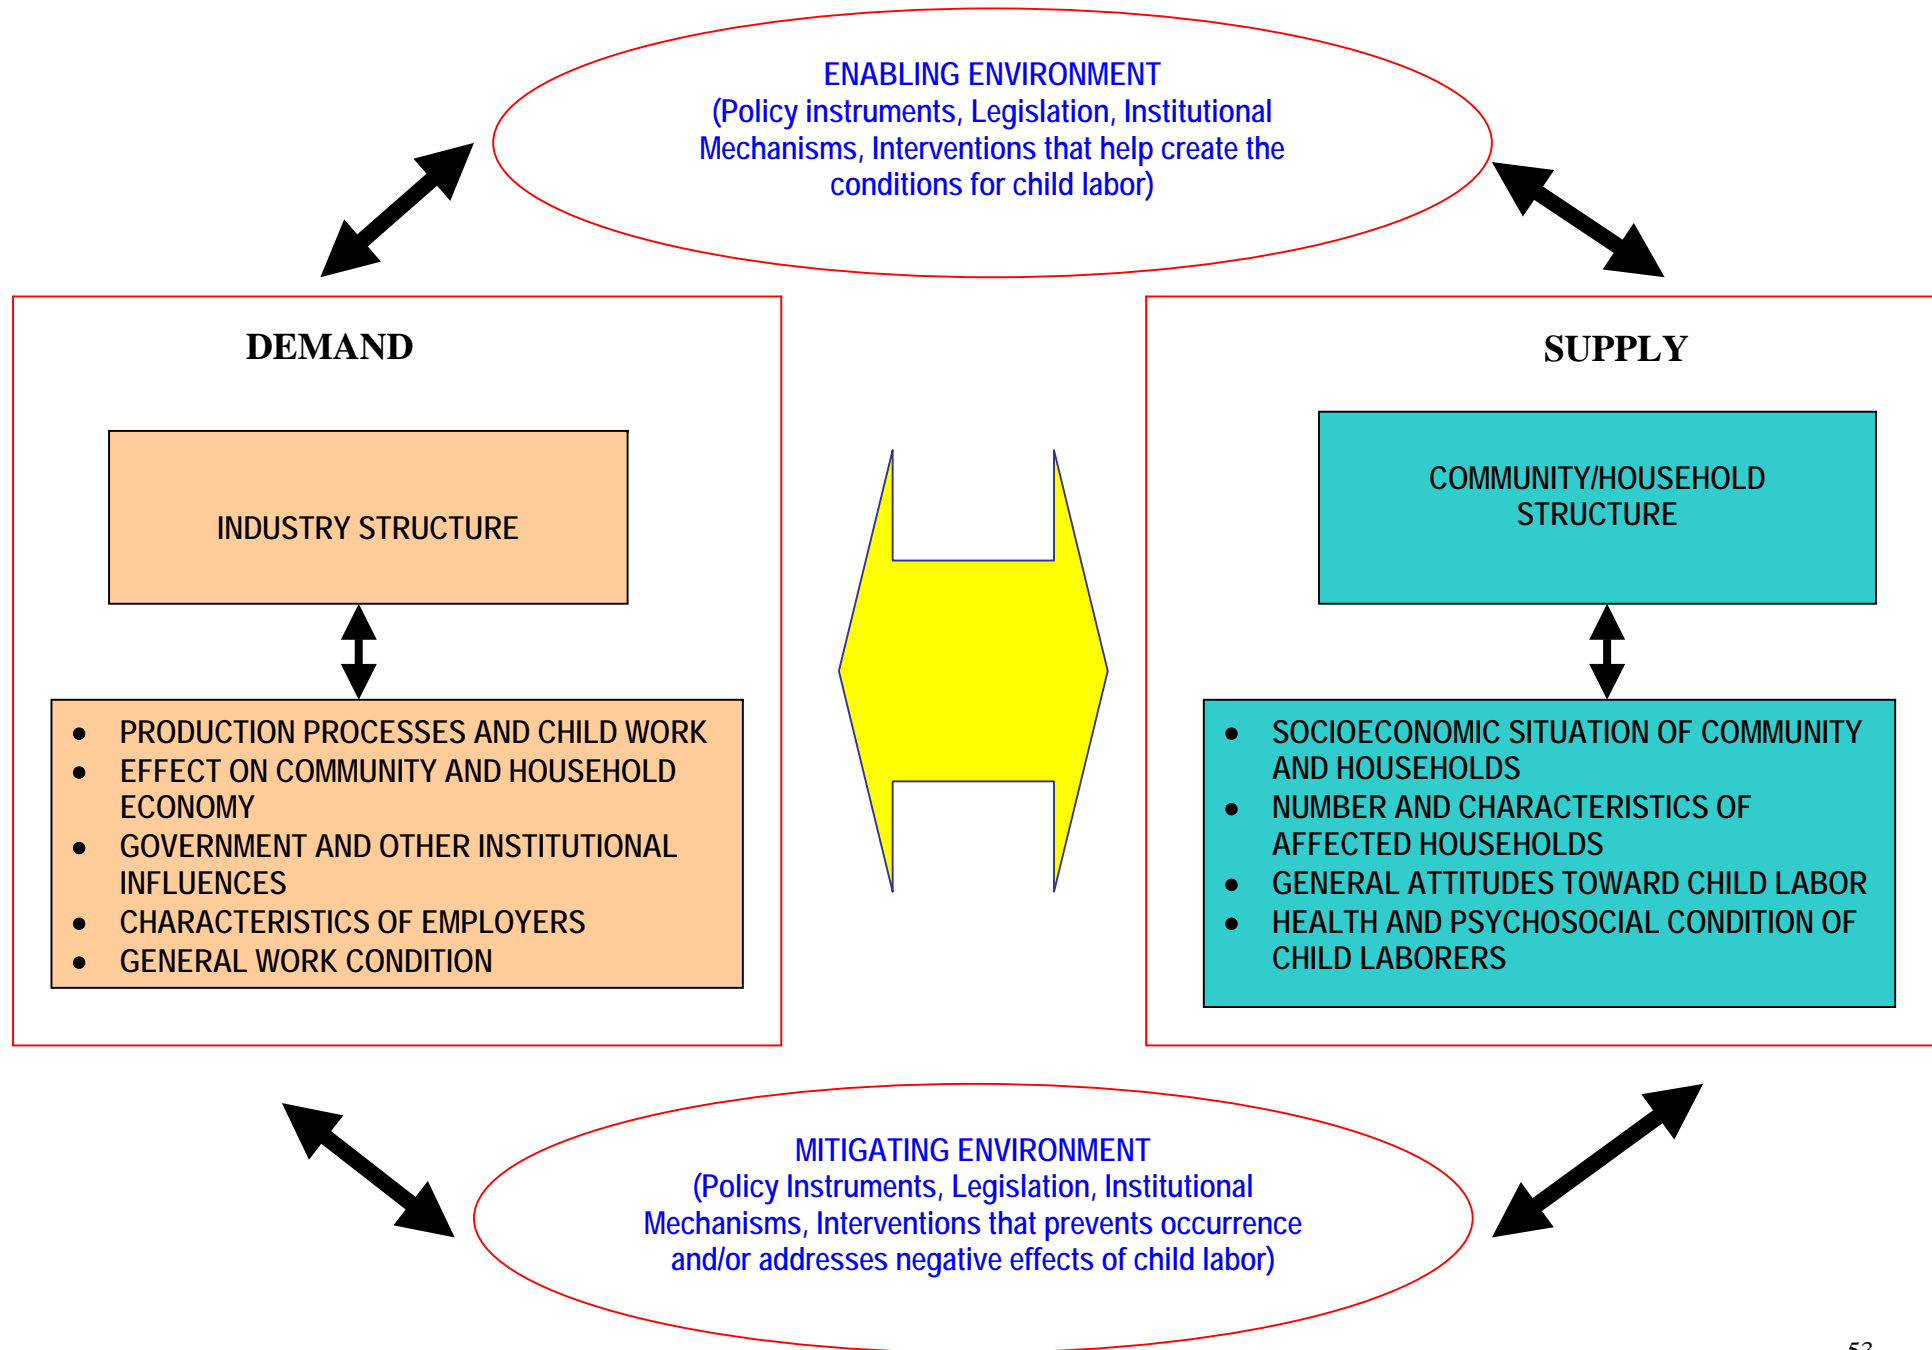 ENABLING ENVIRONMENT
(Policy instruments, Legislation, Institutional
Mechanisms, Interventions that help create the
conditions for child labor)
DEMAND
INDUSTRY STRUCTURE
• PRODUCTION PROCESSES AND CHILD WORK
• EFFECT ON COMMUNITY AND HOUSEHOLD
ECONOMY
• GOVERNMENT AND OTHER INSTITUTIONAL
INFLUENCES
• CHARACTERISTICS OF EMPLOYERS
• GENERAL WORK CONDITION
SUPPLY
COMMUNITY/HOUSEHOLD
STRUCTURE
• SOCIOECONOMIC SITUATION OF COMMUNITY
AND HOUSEHOLDS
• NUMBER AND CHARACTERISTICS OF
AFFECTED HOUSEHOLDS
• GENERAL ATTITUDES TOWARD CHILD LABOR
• HEALTH AND PSYCHOSOCIAL CONDITION OF
CHILD LABORERS
MITIGATING ENVIRONMENT
(Policy Instruments, Legislation, Institutional
Mechanisms, Interventions that prevents occurrence
and/or addresses negative effects of child labor)